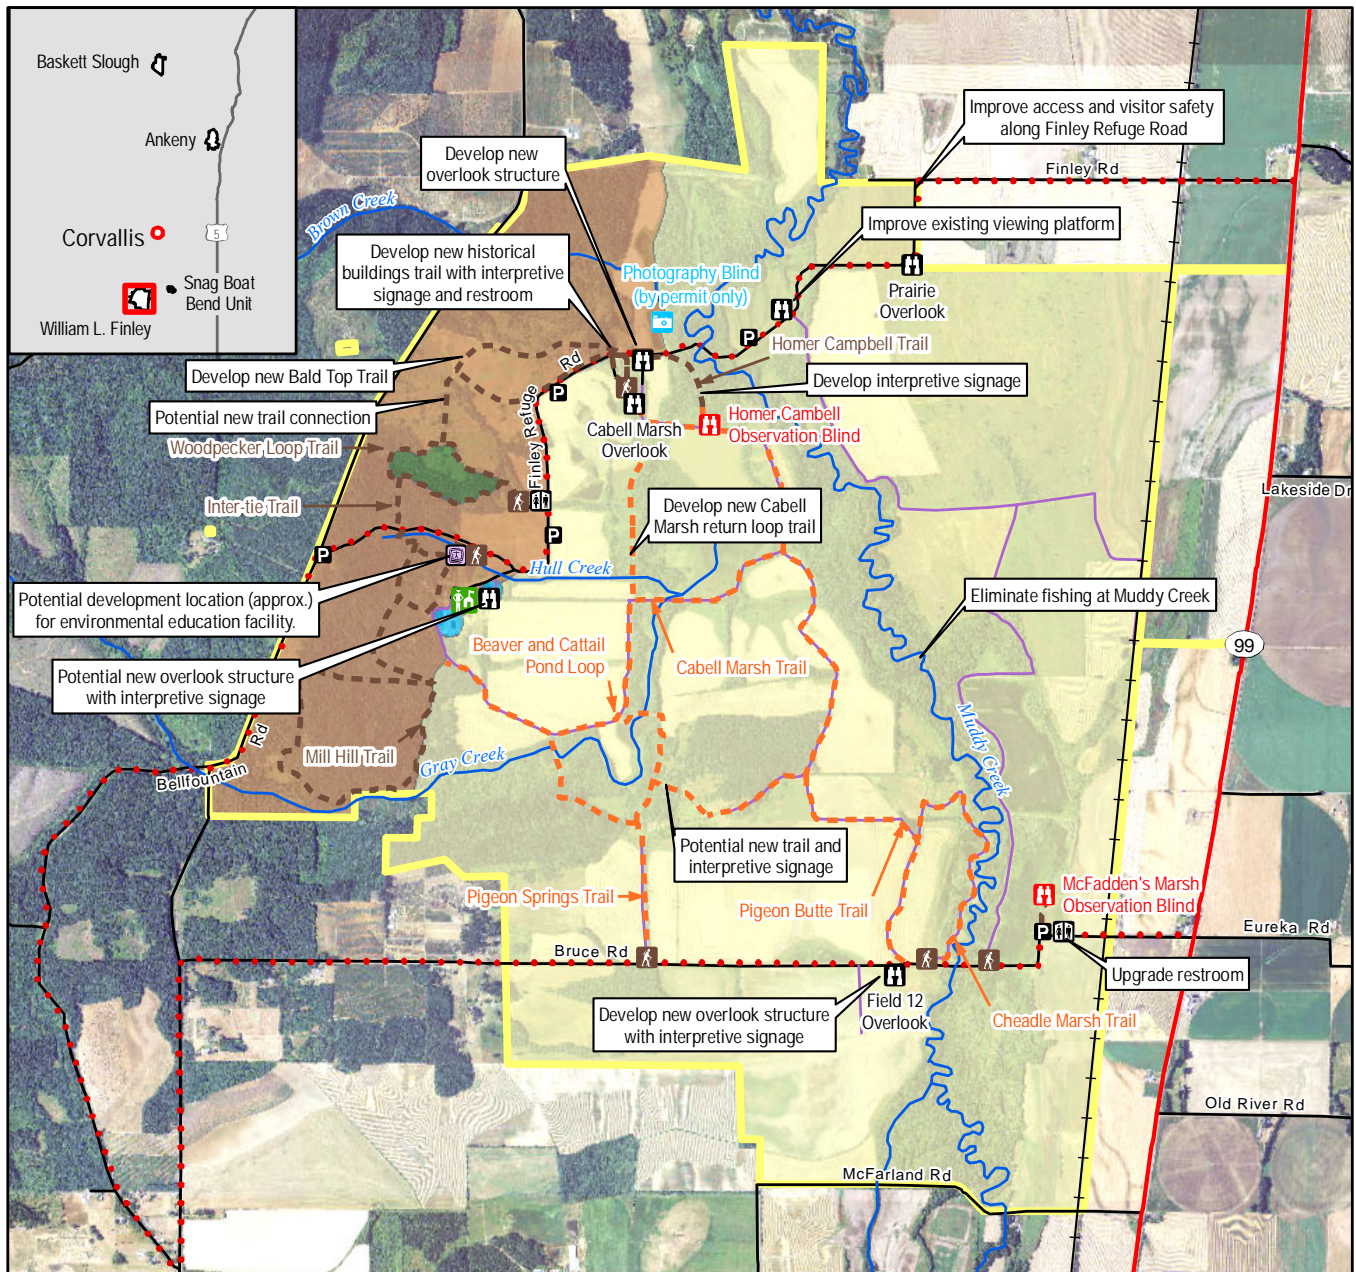 Baskett Slough
Ankeny
Corvallis
5
Snag Boat
Bend Unit
William L. Finley
Brown Creek
Develop new
overlook structure
Improve access and visitor safety
along Finley Refuge Road
Finley Rd
Improve existing viewing platform
Develop new historical
buildings trail with interpretive
signage and restroom
Photography Blind
(by permit only)
Prairie
Overlook
P
Homer Campbell Trail
Rd
Develop new Bald Top Trail
Develop interpretive signage
P
Potential new trail connection
Finley Refuge
Homer Cambell
Observation Blind
Cabell Marsh
Overlook
Woodpecker Loop Trail
Lakeside Dr
Inter-tie Trail
Develop new Cabell
Marsh return loop trail
P
P
Hull Creek
Potential development location (approx.)
for environmental education facility.
Eliminate fishing at Muddy Creek
99
Beaver and Cattail
Pond Loop
Cabell Marsh Trail
Potential new overlook structure
with interpretive signage
Muddy Creek
Rd
Mill Hill Trail
Gray Creek
Bellfountain
Potential new trail and
interpretive signage
McFadden's Marsh
Observation Blind
Pigeon Springs Trail
Pigeon Butte Trail
P
Eureka Rd
Bruce Rd
Upgrade restroom
Field 12
Overlook
Develop new overlook structure
with interpretive signage
Cheadle Marsh Trail
Old River Rd
McFarland Rd